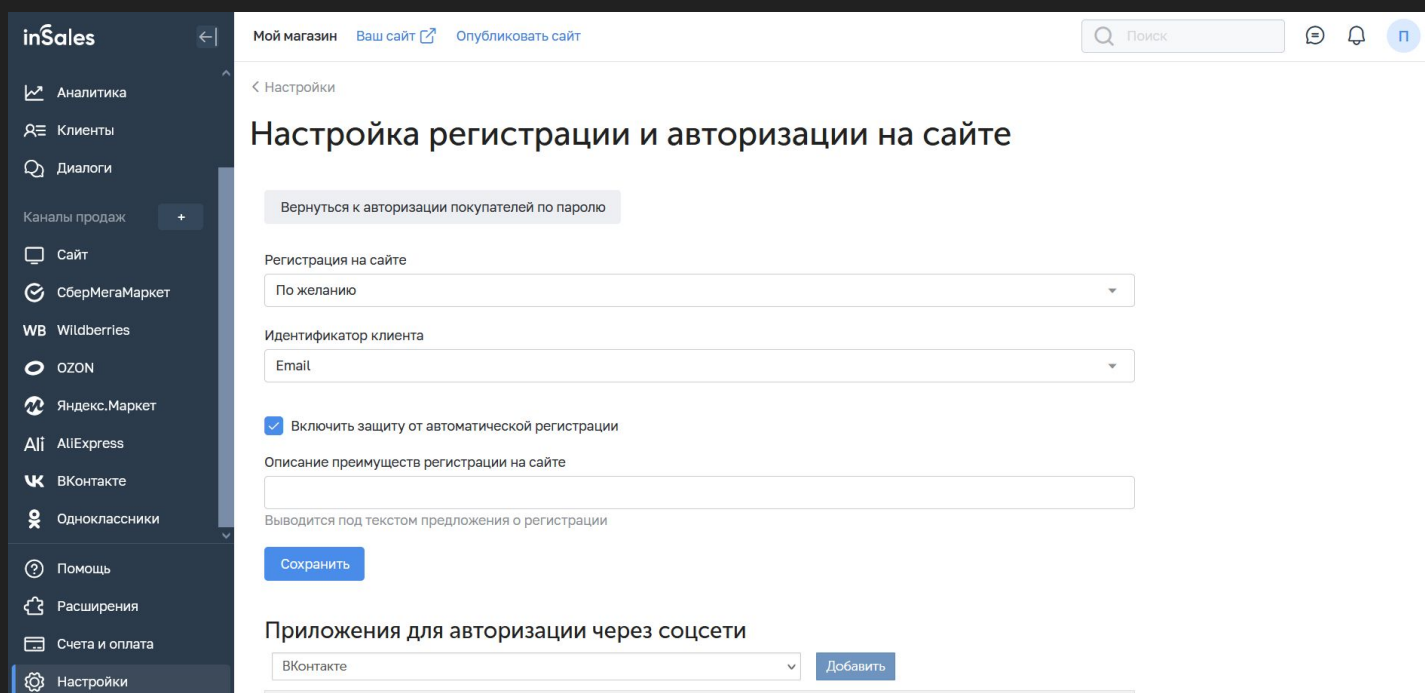 inSales
Мой магазин Ваш сайт Опубликовать сайт Поиск П
Аналитика
Клиенты
Диалоги
Каналы продаж +
Сайт
СберМегаМаркет
WB Wildberries
OZON
Яндекс.Маркет
Ali AliExpress
ВКонтакте
Одноклассники
Помощь
Расширения
Счета и оплата
Настройки
Настройки
Настройка регистрации и авторизации на сайте
Вернуться к авторизации покупателей по паролю
Регистрация на сайте
По желанию
Идентификатор клиента
Email
Включить защиту от автоматической регистрации
Описание преимуществ регистрации на сайте
Выводится под текстом предложения о регистрации
Сохранить
Приложения для авторизации через соцсети
ВКонтакте Добавить